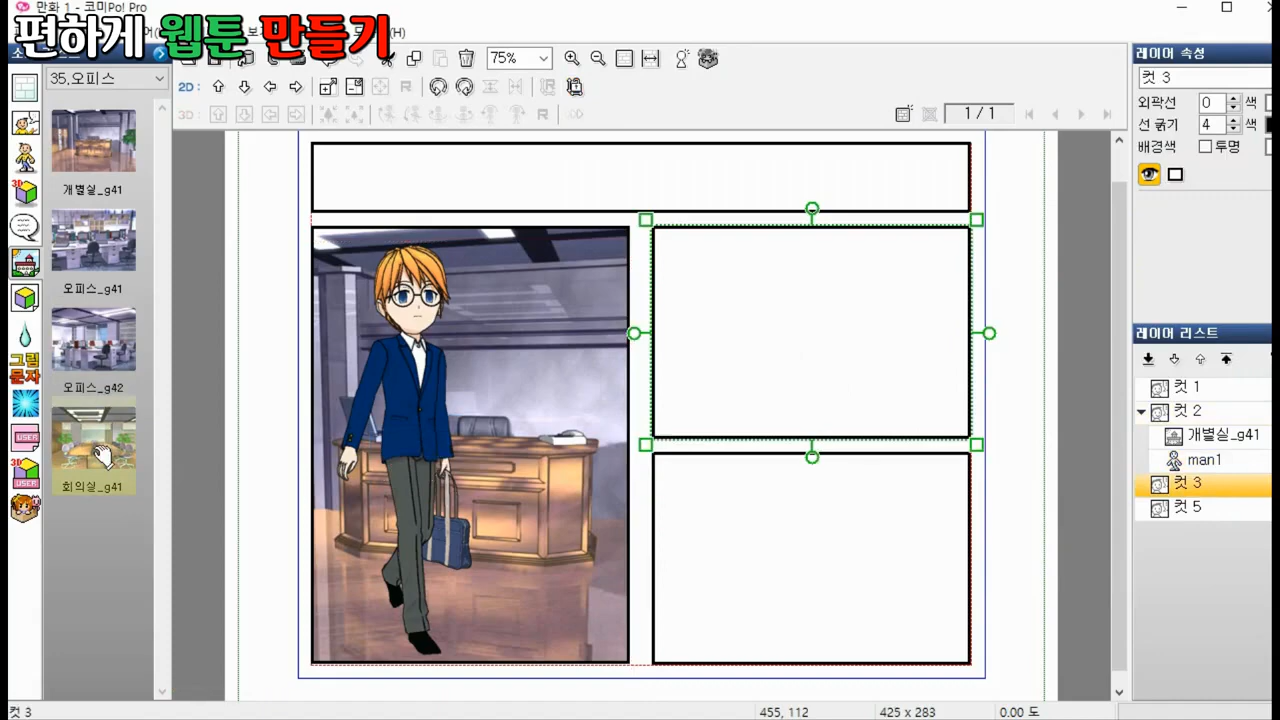 만화 1 - 코미Po! Pro
편하게 웹툰 만들기
(H)
75%
2D:
3D:
1 / 1
35,오피스
개별실_g41
오피스_g41
오피스_g42
회의실_g41
그림
문자
USER
3D
USER
레이어 속성
컷 3
외곽선 0 색
선 굵기 4 색
배경색 투명
레이어 리스트
컷 1
컷 2
개별실_g41
man1
컷 3
컷 5
컷 3
455, 112
425 x 283
0.00 도